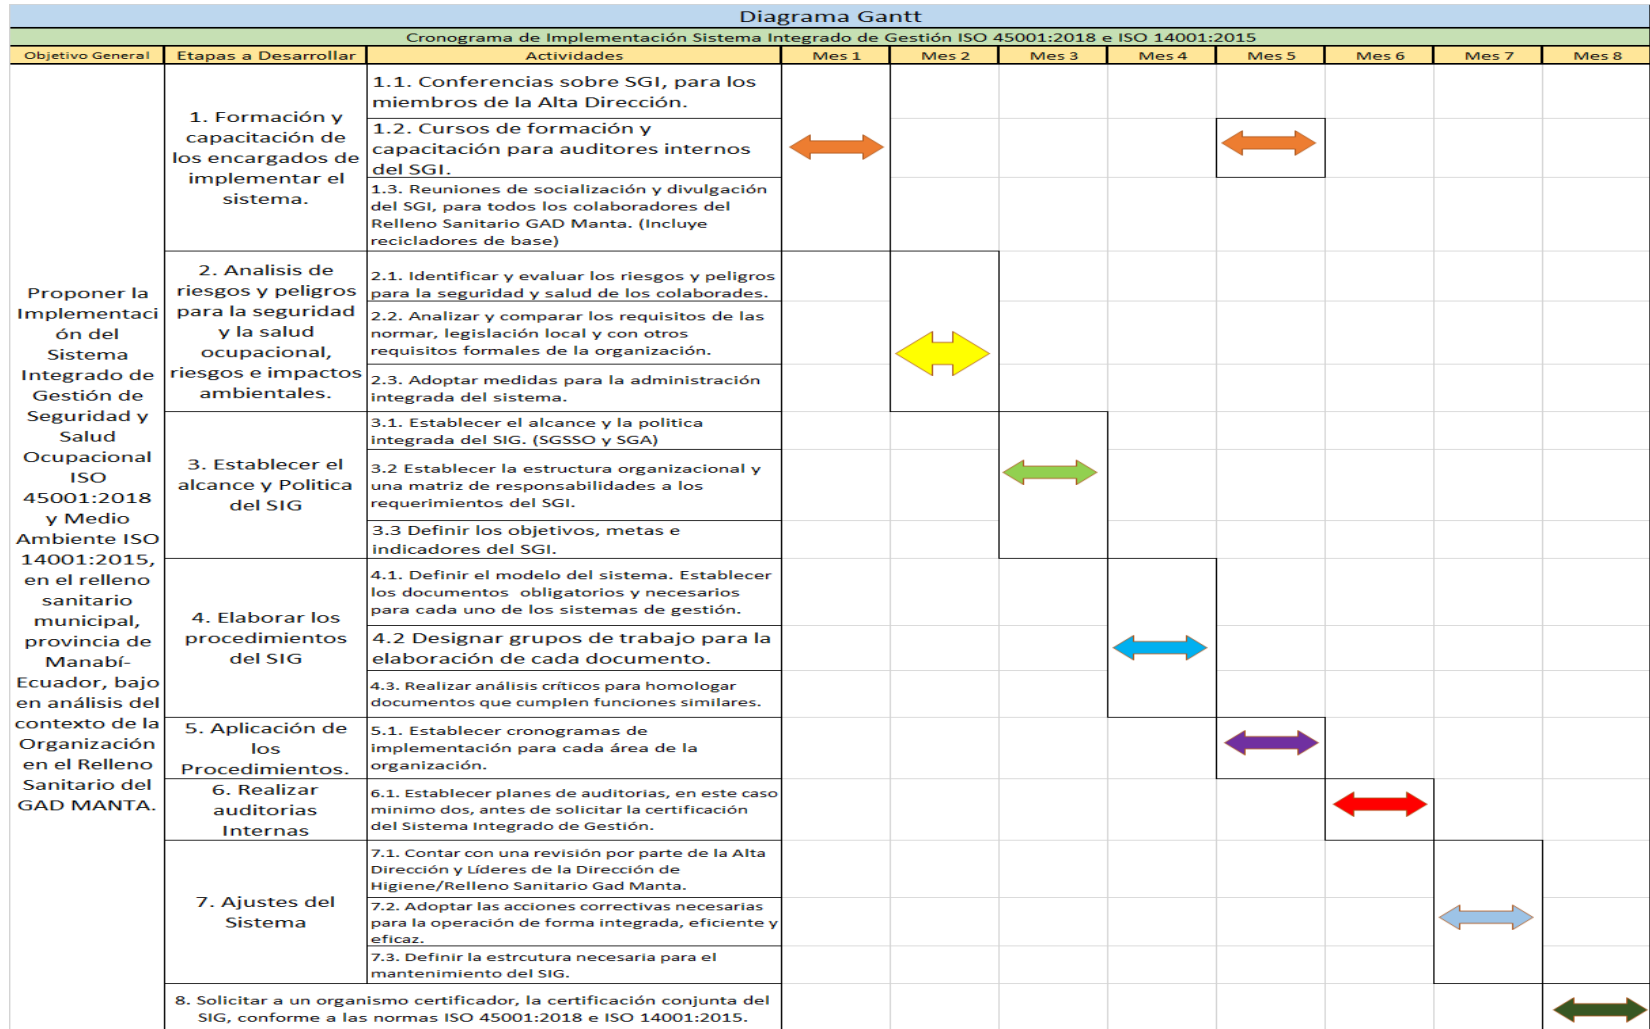 Diagrama Gantt
Cronograma de Implementación Sistema Integrado de Gestión ISO 45001:2018 e ISO 14001:2015
Objetivo General Etapas a Desarrollar Actividades Mes 1 Mes 2 Mes 3 Mes 4 Mes 5 Mes 6 Mes 7 Mes 8
Proponer la
Implementaci
ón del
Sistema
Integrado de
Gestión de
Seguridad y
Salud
Ocupacional
ISO
45001:2018
y Medio
Ambiente ISO
14001:2015,
en el relleno
sanitario
municipal,
provincia de
Manabí-
Ecuador, bajo
en análisis del
contexto de la
Organización
en el Relleno
Sanitario del
GAD MANTA.
1. Formación y
capacitación de
los encargados de
implementar el
sistema.
1.1. Conferencias sobre SGI, para los
miembros de la Alta Dirección.
1.2. Cursos de formación y
capacitación para auditores internos
del SGI.
1.3. Reuniones de socialización y divulgación
del SGI, para todos los colaboradores del
Relleno Sanitario GAD Manta. (Incluye
recicladores de base)
2. Analisis de
riesgos y peligros
para la seguridad
y la salud
ocupacional,
riesgos e impactos
ambientales.
2.1. Identificar y evaluar los riesgos y peligros
para la seguridad y salud de los colaborades.
2.2. Analizar y comparar los requisitos de las
normar, legislación local y con otros
requisitos formales de la organización.
2.3. Adoptar medidas para la administración
integrada del sistema.
3. Establecer el
alcance y Politica
del SIG
3.1. Establecer el alcance y la politica
integrada del SIG. (SGSSO y SGA)
3.2 Establecer la estructura organizacional y
una matriz de responsabilidades a los
requerimientos del SGI.
3.3 Definir los objetivos, metas e
indicadores del SGI.
4. Elaborar los
procedimientos
del SIG
4.1. Definir el modelo del sistema. Establecer
los documentos obligatorios y necesarios
para cada uno de los sistemas de gestión.
4.2 Designar grupos de trabajo para la
elaboración de cada documento.
4.3. Realizar análisis críticos para homologar
documentos que cumplen funciones similares.
5. Aplicación de
los
Procedimientos.
5.1. Establecer cronogramas de
implementación para cada área de la
organización.
6. Realizar
auditorias
Internas
6.1. Establecer planes de auditorias, en este caso
minimo dos, antes de solicitar la certificación
del Sistema Integrado de Gestión.
7. Ajustes del
Sistema
7.1. Contar con una revisión por parte de la Alta
Dirección y Líderes de la Dirección de
Higiene/Relleno Sanitario Gad Manta.
7.2. Adoptar las acciones correctivas necesarias
para la operación de forma integrada, eficiente y
eficaz.
7.3. Definir la estrcutura necesaria para el
mantenimiento del SIG.
8. Solicitar a un organismo certificador, la certificación conjunta del
SIG, conforme a las normas ISO 45001:2018 e ISO 14001:2015.